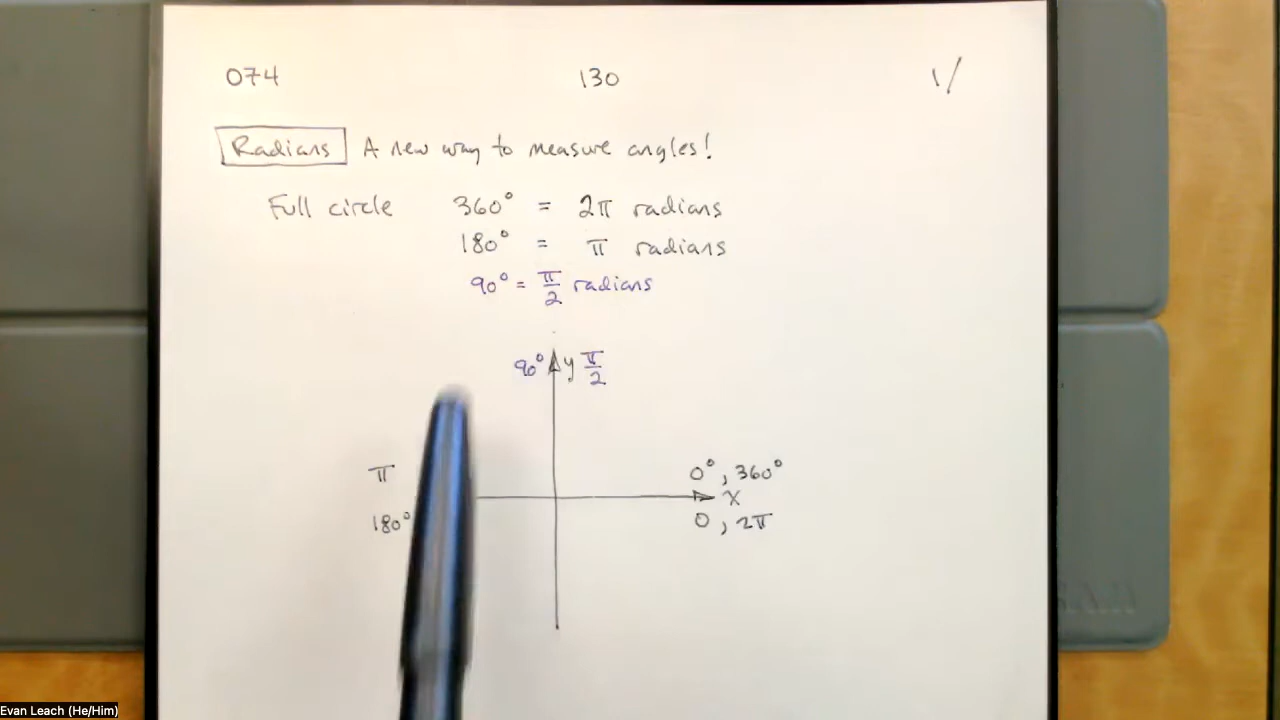 074 130 1/
Radians A new way to measure angles!
Full circle 360° = 2π radians
180° = π radians
90° = π/2 radians
90° y π/2
π 0°, 360°
x
180° 0, 2π
Evan Leach (He/Him)